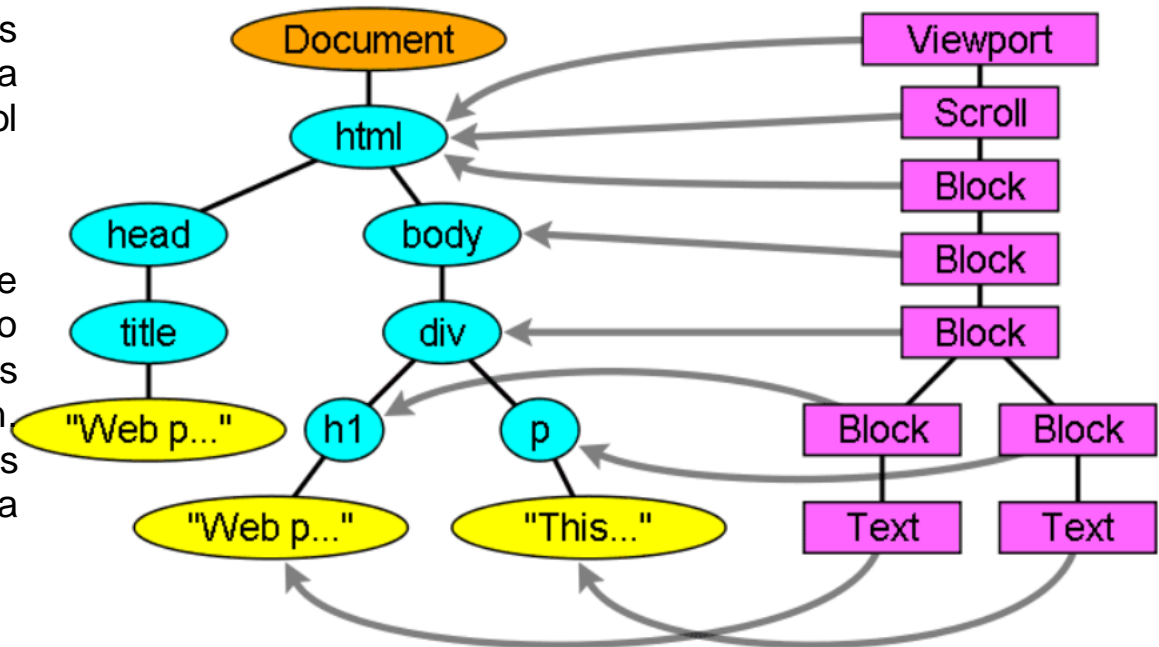 s
a
ol
e
o
s
n.
s
a
Document
html
head
body
title
div
"Web p..."
h1
p
"Web p..."
"This..."
Viewport
Scroll
Block
Block
Block
Block
Block
Text
Text